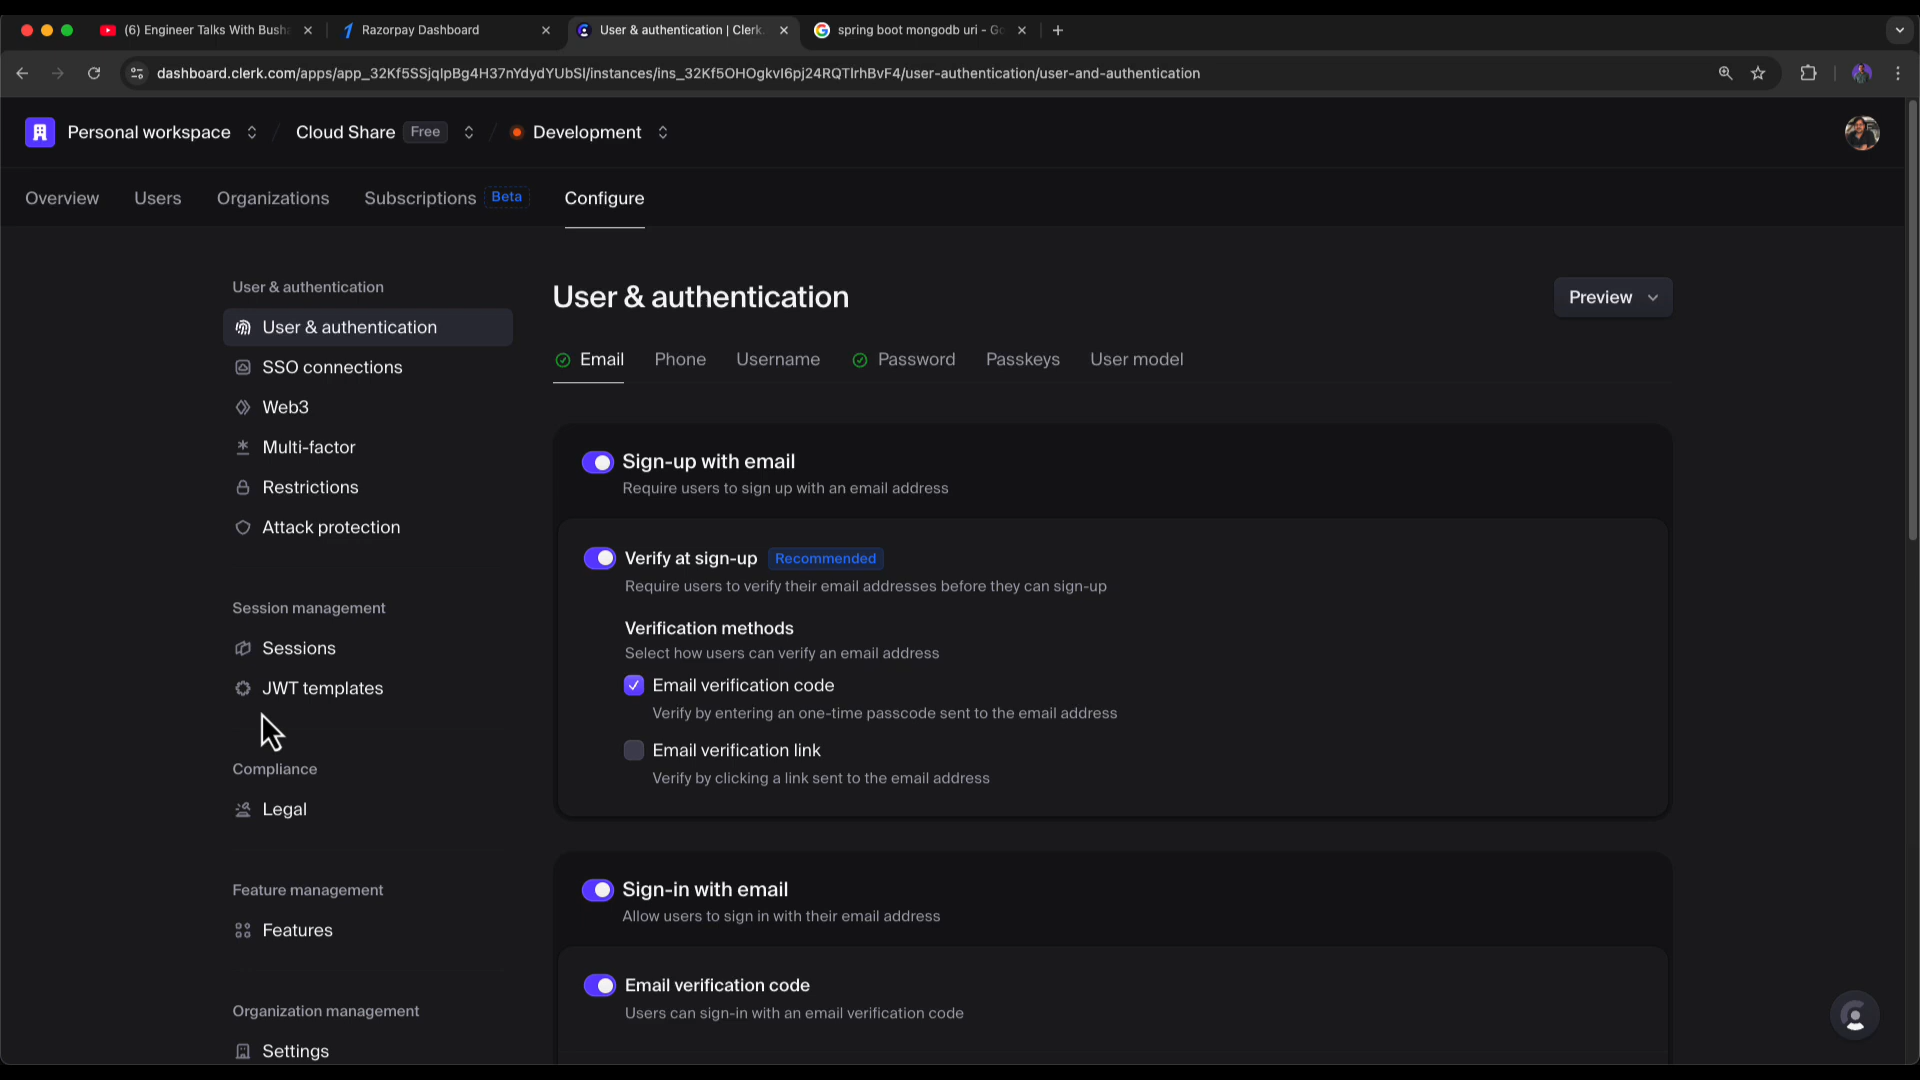 (6) Engineer Talks With Busha
Razorpay Dashboard
User & authentication | Clerk.
spring boot mongodb uri - Go
dashboard.clerk.com/apps/app_32Kf5SSjqIpBg4H37nYdydYUbSI/instances/ins_32Kf5OHOgkvI6pj24RQTIrhBvF4/user-authentication/user-and-authentication
Personal workspace / Cloud Share Free / Development
Overview Users Organizations Subscriptions Beta Configure
User & authentication
User & authentication
SSO connections
Web3
Multi-factor
Restrictions
Attack protection
Session management
Sessions
JWT templates
Compliance
Legal
Feature management
Features
Organization management
Settings
User & authentication
Preview
Email Phone Username Password Passkeys User model
Sign-up with email
Require users to sign up with an email address
Verify at sign-up Recommended
Require users to verify their email addresses before they can sign-up
Verification methods
Select how users can verify an email address
Email verification code
Verify by entering an one-time passcode sent to the email address
Email verification link
Verify by clicking a link sent to the email address
Sign-in with email
Allow users to sign in with their email address
Email verification code
Users can sign-in with an email verification code